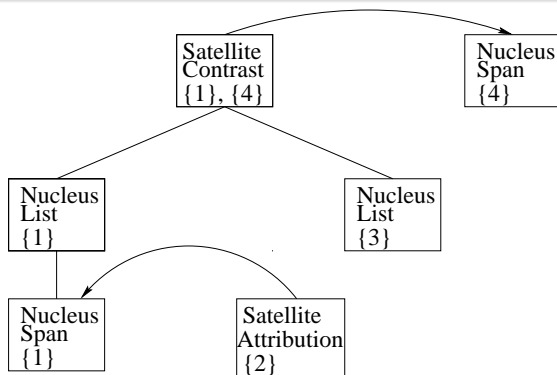 Satellite
Contrast
{1}, {4}
Nucleus
Span
{4}
Nucleus
List
{1}
Nucleus
List
{3}
Nucleus
Span
{1}
Satellite
Attribution
{2}